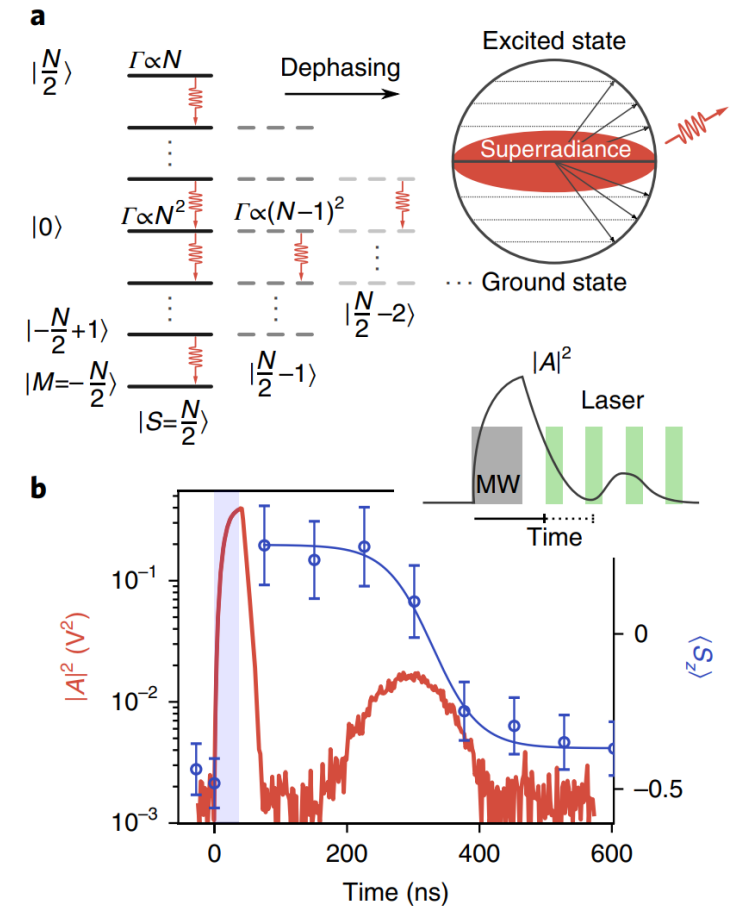 a
|N/2⟩
Γ∝N
Dephasing
Excited state
Superradiance
|0⟩
Γ∝N²
Γ∝(N−1)²
Ground state
|−N/2+1⟩
|N/2−2⟩
|M=−N/2⟩
|N/2−1⟩
|S=N/2⟩
|A|²
Laser
MW
Time
b
|A|² (V²)
10⁻¹
10⁻²
10⁻³
0
−0.5
⟨S_z⟩
0
200
400
600
Time (ns)